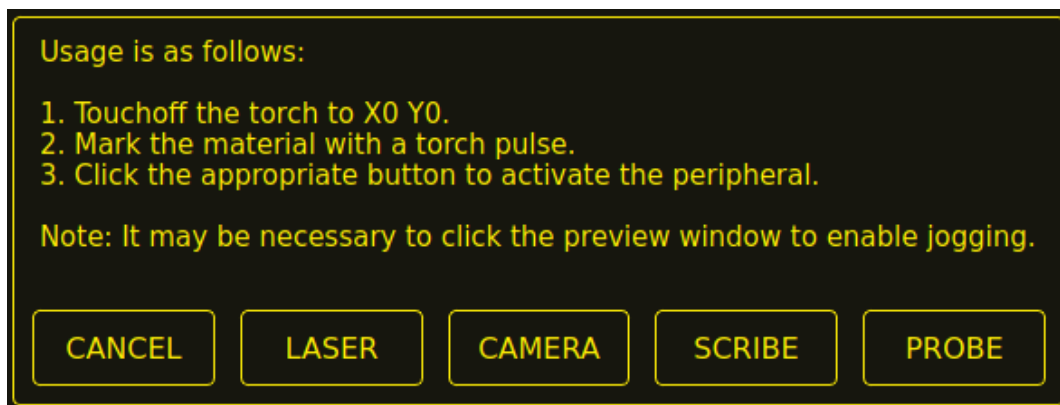 Usage is as follows:
1. Touchoff the torch to X0 Y0.
2. Mark the material with a torch pulse.
3. Click the appropriate button to activate the peripheral.
Note: It may be necessary to click the preview window to enable jogging.
CANCEL LASER CAMERA SCRIBE PROBE